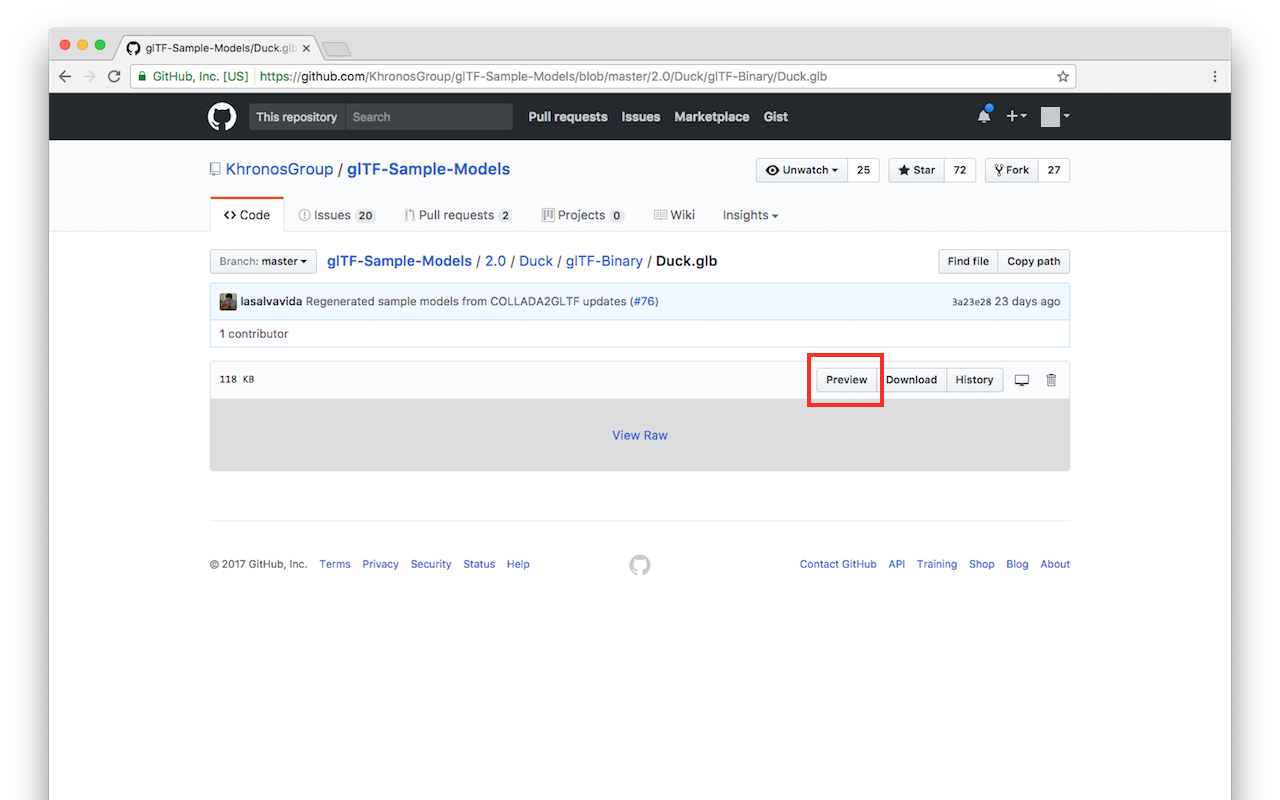 glTF-Sample-Models/Duck.glb
GitHub, Inc. [US] https://github.com/KhronosGroup/glTF-Sample-Models/blob/master/2.0/Duck/glTF-Binary/Duck.glb
This repository Search Pull requests Issues Marketplace Gist
KhronosGroup / glTF-Sample-Models Unwatch 25 Star 72 Fork 27
Code Issues 20 Pull requests 2 Projects 0 Wiki Insights
Branch: master glTF-Sample-Models / 2.0 / Duck / glTF-Binary / Duck.glb Find file Copy path
lasalvavida Regenerated sample models from COLLADA2GLTF updates (#76) 3a23e28 23 days ago
1 contributor
118 KB Preview Download History
View Raw
© 2017 GitHub, Inc. Terms Privacy Security Status Help Contact GitHub API Training Shop Blog About